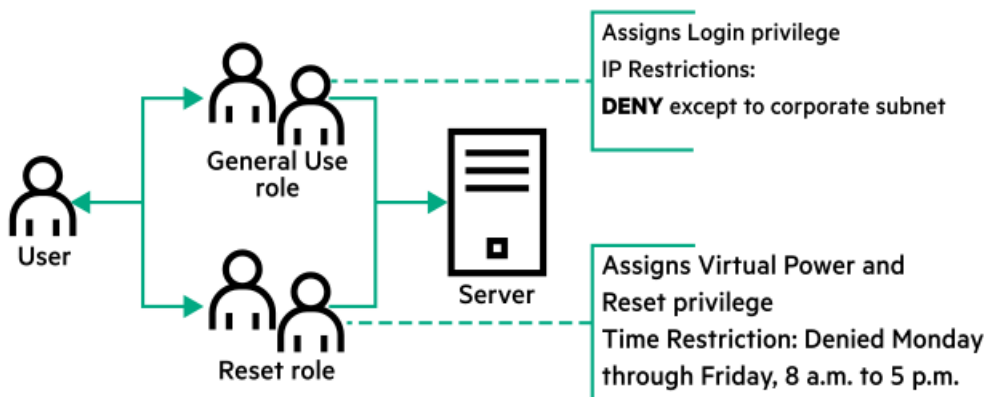 Assigns Login privilege
IP Restrictions:
DENY except to corporate subnet
General Use
role
User
Server
Assigns Virtual Power and
Reset privilege
Time Restriction: Denied Monday
through Friday, 8 a.m. to 5 p.m.
Reset role